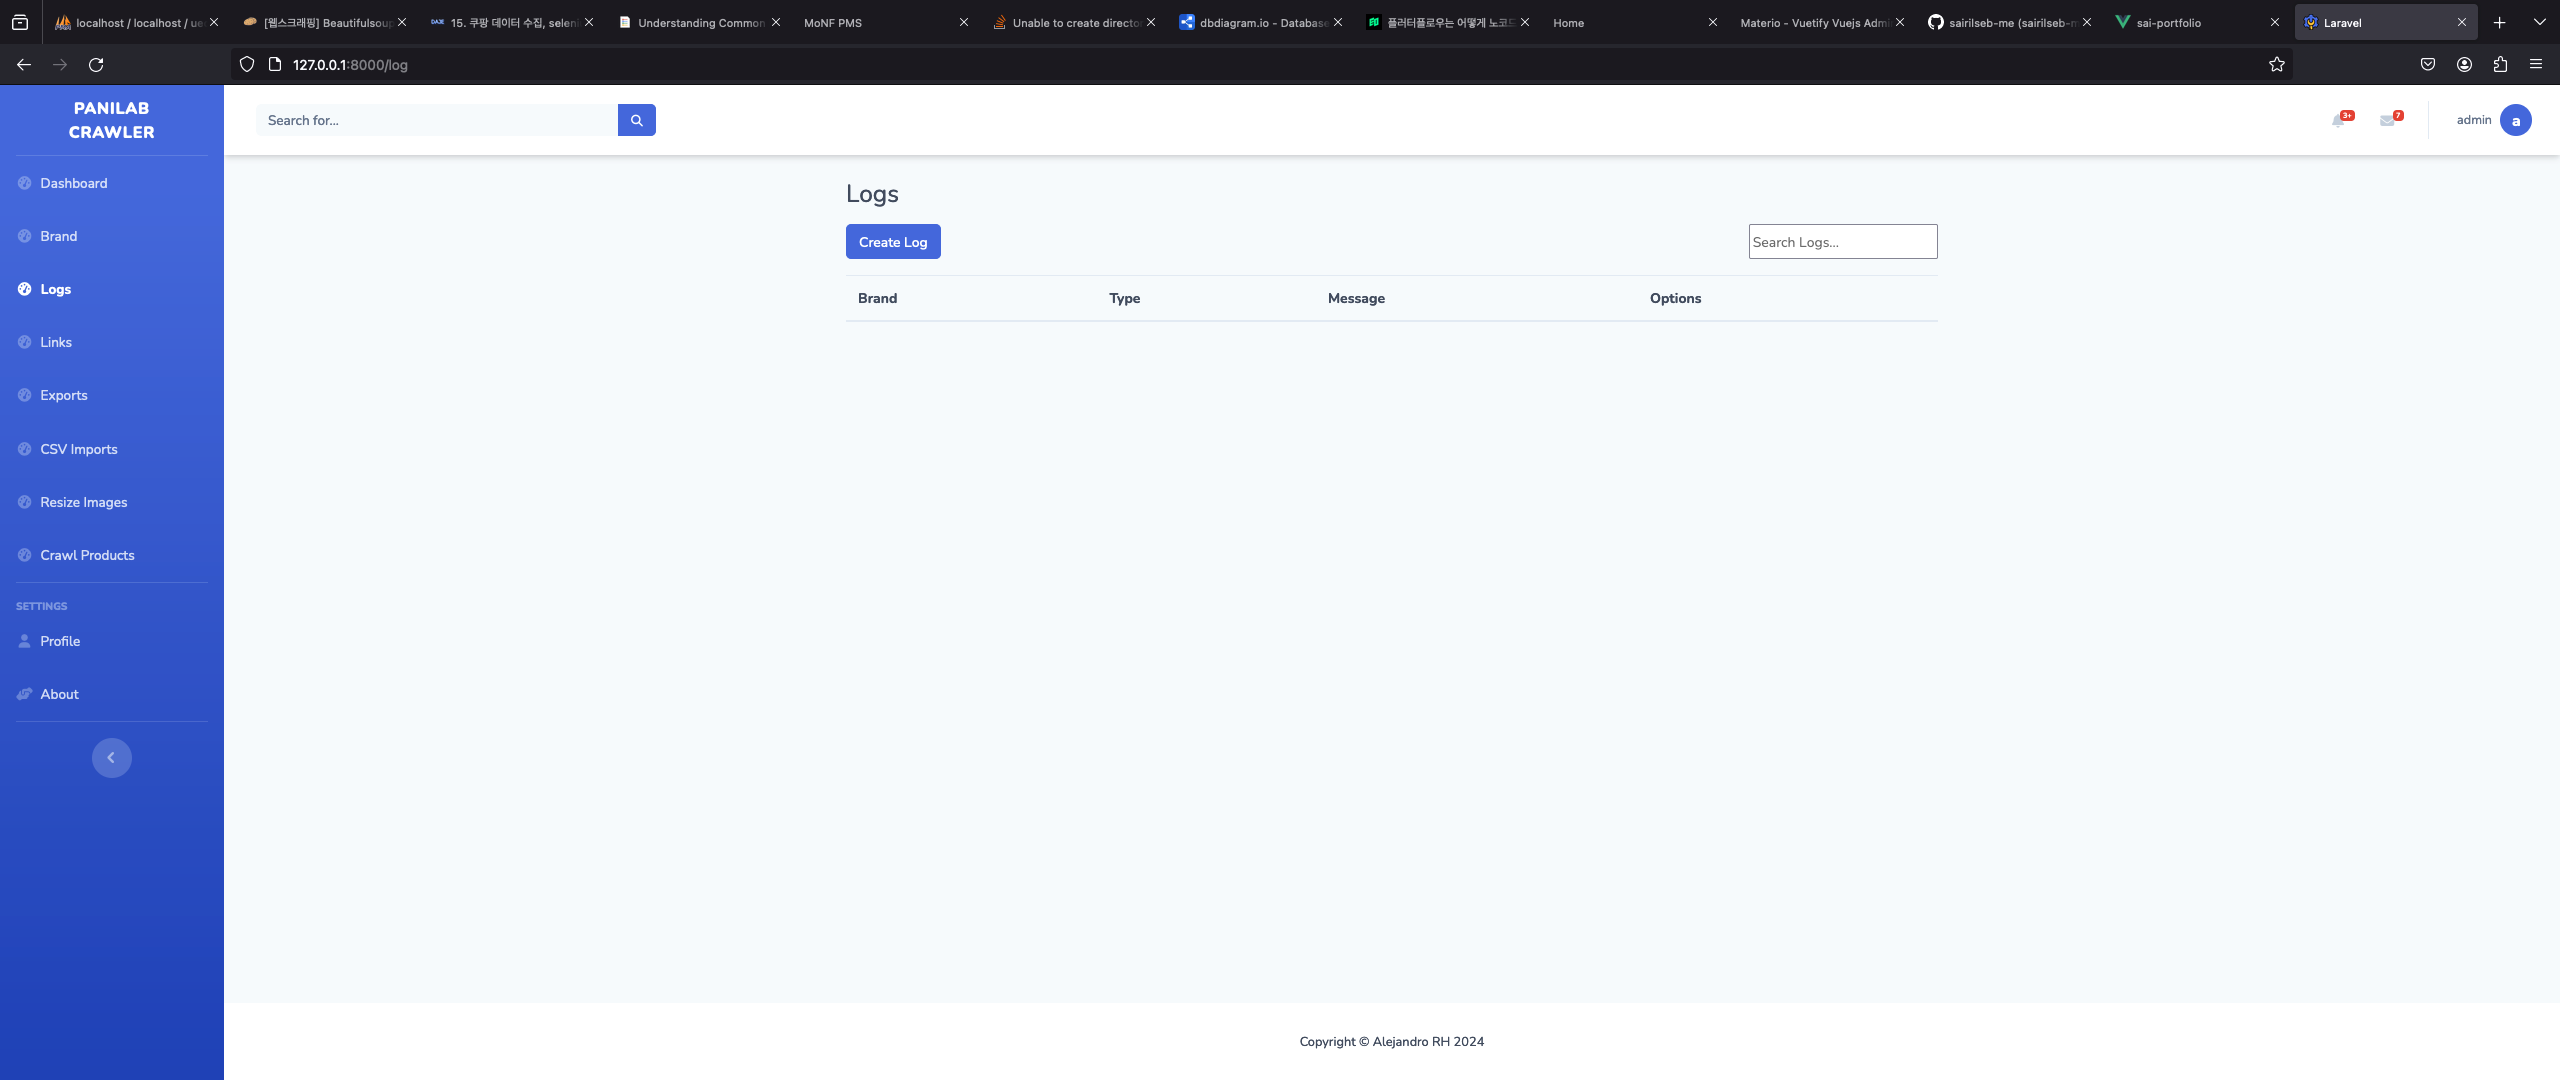 localhost / localhost / ue
[웹스크래핑] Beautifulsoup
15. 쿠팡 데이터 수집, selen
Understanding Common
MoNF PMS
Unable to create director
dbdiagram.io - Database
플러터플로우는 어떻게 노코드
Home
Materio - Vuetify Vuejs Admi
sairilseb-me (sairilseb-m
sai-portfolio
Laravel
127.0.0.1:8000/log
PANILAB
CRAWLER
Search for...
3+
7
admin
a
Dashboard
Brand
Logs
Links
Exports
CSV Imports
Resize Images
Crawl Products
SETTINGS
Profile
About
Logs
Create Log
Search Logs...
Brand Type Message Options
Copyright © Alejandro RH 2024